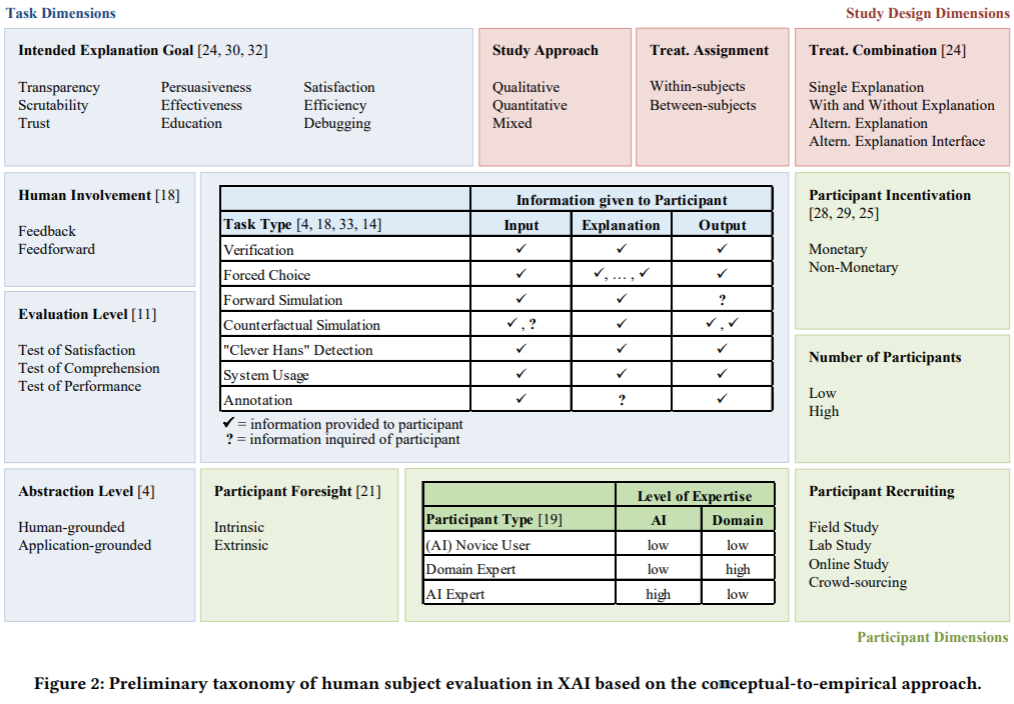 Task Dimensions
Study Design Dimensions
Intended Explanation Goal [24, 30, 32]
Transparency Persuasiveness Satisfaction
Scrutability Effectiveness Efficiency
Trust Education Debugging
Study Approach
Qualitative
Quantitative
Mixed
Treat. Assignment
Within-subjects
Between-subjects
Treat. Combination [24]
Single Explanation
With and Without Explanation
Altern. Explanation
Altern. Explanation Interface
Human Involvement [18]
Feedback
Feedforward
Evaluation Level [11]
Test of Satisfaction
Test of Comprehension
Test of Performance
Information given to Participant
Task Type [4, 18, 33, 14] Input Explanation Output
Verification ✓ ✓ ✓
Forced Choice ✓ ✓, ... , ✓ ✓
Forward Simulation ✓ ✓ ?
Counterfactual Simulation ✓, ? ✓ ✓, ✓
"Clever Hans" Detection ✓ ✓ ✓
System Usage ✓ ✓ ✓
Annotation ✓ ? ✓
✓ = information provided to participant
? = information inquired of participant
Participant Incentivation
[28, 29, 25]
Monetary
Non-Monetary
Number of Participants
Low
High
Abstraction Level [4]
Human-grounded
Application-grounded
Participant Foresight [21]
Intrinsic
Extrinsic
Level of Expertise
Participant Type [19] AI Domain
(AI) Novice User low low
Domain Expert low high
AI Expert high low
Participant Recruiting
Field Study
Lab Study
Online Study
Crowd-sourcing
Participant Dimensions
Figure 2: Preliminary taxonomy of human subject evaluation in XAI based on the conceptual-to-empirical approach.